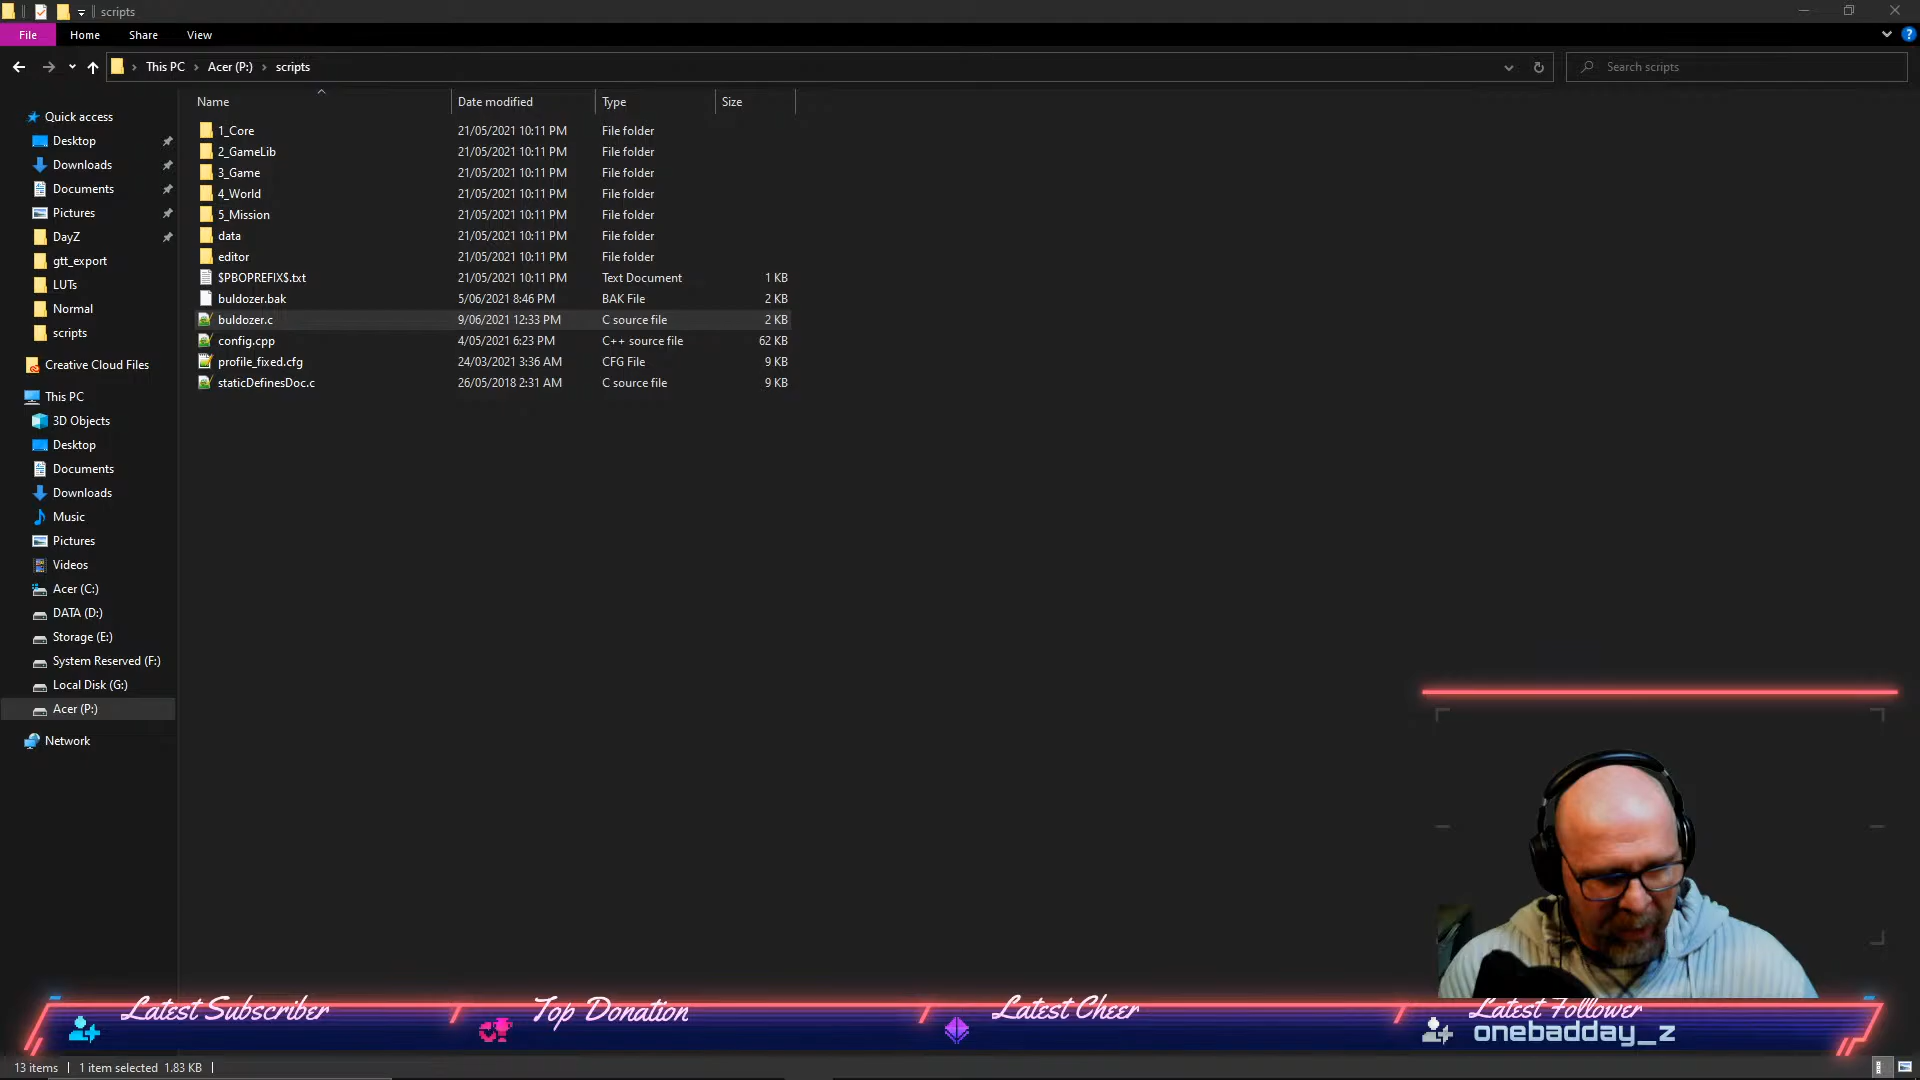 scripts
File Home Share View
This PC Acer (P:) scripts
Search scripts
Name Date modified Type Size
1_Core 21/05/2021 10:11 PM File folder
2_GameLib 21/05/2021 10:11 PM File folder
3_Game 21/05/2021 10:11 PM File folder
4_World 21/05/2021 10:11 PM File folder
5_Mission 21/05/2021 10:11 PM File folder
data 21/05/2021 10:11 PM File folder
editor 21/05/2021 10:11 PM File folder
$PBOPREFIX$.txt 21/05/2021 10:11 PM Text Document 1 KB
buldozer.bak 5/06/2021 8:46 PM BAK File 2 KB
buldozer.c 9/06/2021 12:33 PM C source file 2 KB
config.cpp 4/05/2021 6:23 PM C++ source file 62 KB
profile_fixed.cfg 24/03/2021 3:36 AM CFG File 9 KB
staticDefinesDoc.c 26/05/2018 2:31 AM C source file 9 KB
Quick access
Desktop
Downloads
Documents
Pictures
DayZ
gtt_export
LUTs
Normal
scripts
Creative Cloud Files
This PC
3D Objects
Desktop
Documents
Downloads
Music
Pictures
Videos
Acer (C:)
DATA (D:)
Storage (E:)
System Reserved (F:)
Local Disk (G:)
Acer (P:)
Network
Latest Subscriber
Top Donation
Latest Cheer
Latest Follower
onebadday_z
13 items 1 item selected 1.83 KB